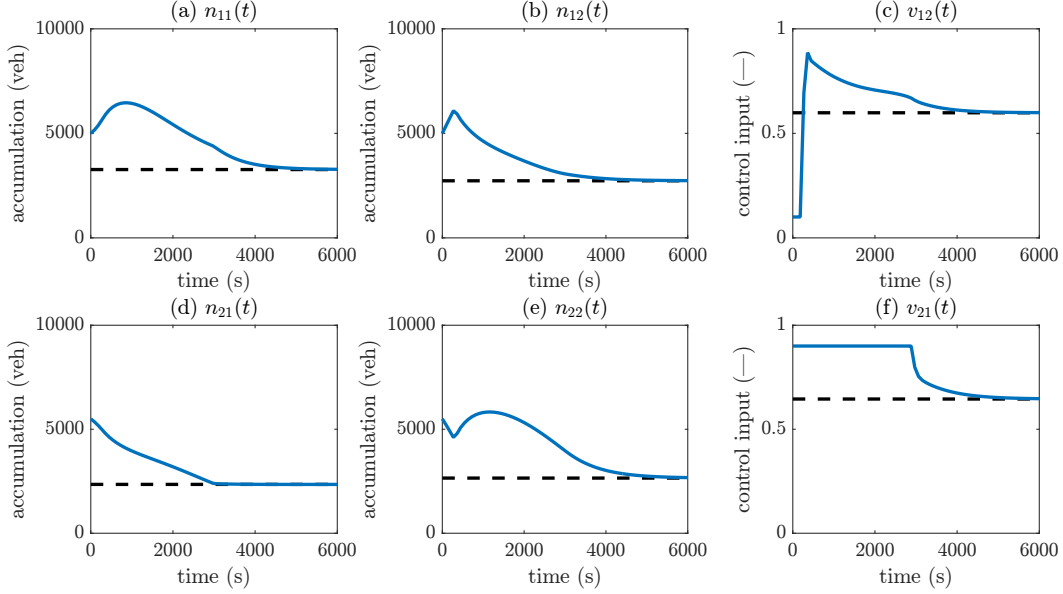 (a) n₁₁(t)
accumulation (veh)
10000
5000
0
0 2000 4000 6000
time (s)
(b) n₁₂(t)
accumulation (veh)
10000
5000
0
0 2000 4000 6000
time (s)
(c) v₁₂(t)
control input (—)
1
0.5
0
0 2000 4000 6000
time (s)
(d) n₂₁(t)
accumulation (veh)
10000
5000
0
0 2000 4000 6000
time (s)
(e) n₂₂(t)
accumulation (veh)
10000
5000
0
0 2000 4000 6000
time (s)
(f) v₂₁(t)
control input (—)
1
0.5
0
0 2000 4000 6000
time (s)